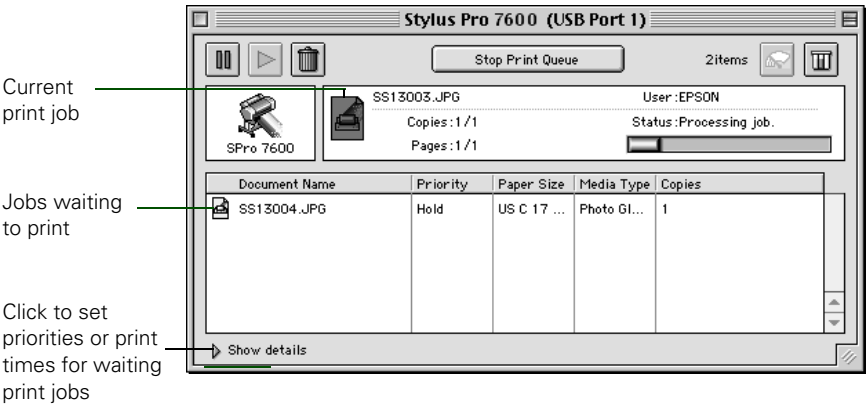 Stylus Pro 7600 (USB Port 1)
Stop Print Queue
2items
Current
print job
SS13003.JPG
User:EPSON
Copies:1/1
Status:Processing job.
SPro 7600
Pages:1/1
Document Name Priority Paper Size Media Type Copies
Jobs waiting
to print
SS13004.JPG Hold US C 17 ... Photo Gl... 1
Click to set
priorities or print
times for waiting
print jobs
Show details